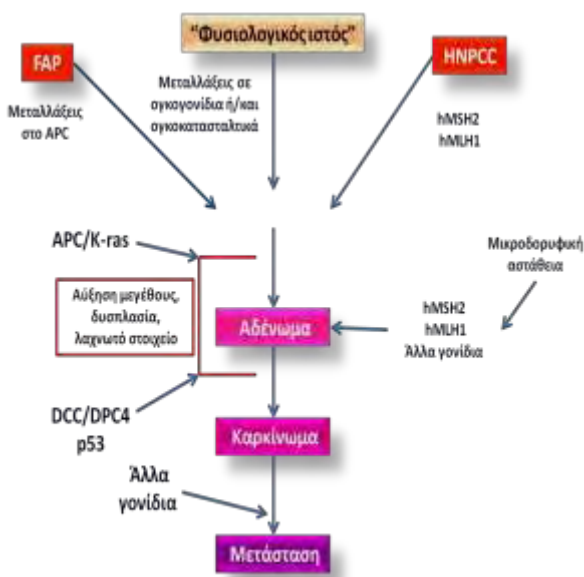 "Φυσιολογικός ιστός"
FAP
HNPCC
Μεταλλάξεις
στο APC
Μεταλλάξεις σε
ογκογονίδια ή/και
ογκοκατασταλτικά
hMSH2
hMLH1
APC/K-ras
Μικροδορυφική
αστάθεια
Αύξηση μεγέθους,
δυσπλασία,
λαχνωτό στοιχείο
Αδένωμα
hMSH2
hMLH1
Άλλα γονίδια
DCC/DPC4
p53
Καρκίνωμα
Άλλα
γονίδια
Μετάσταση